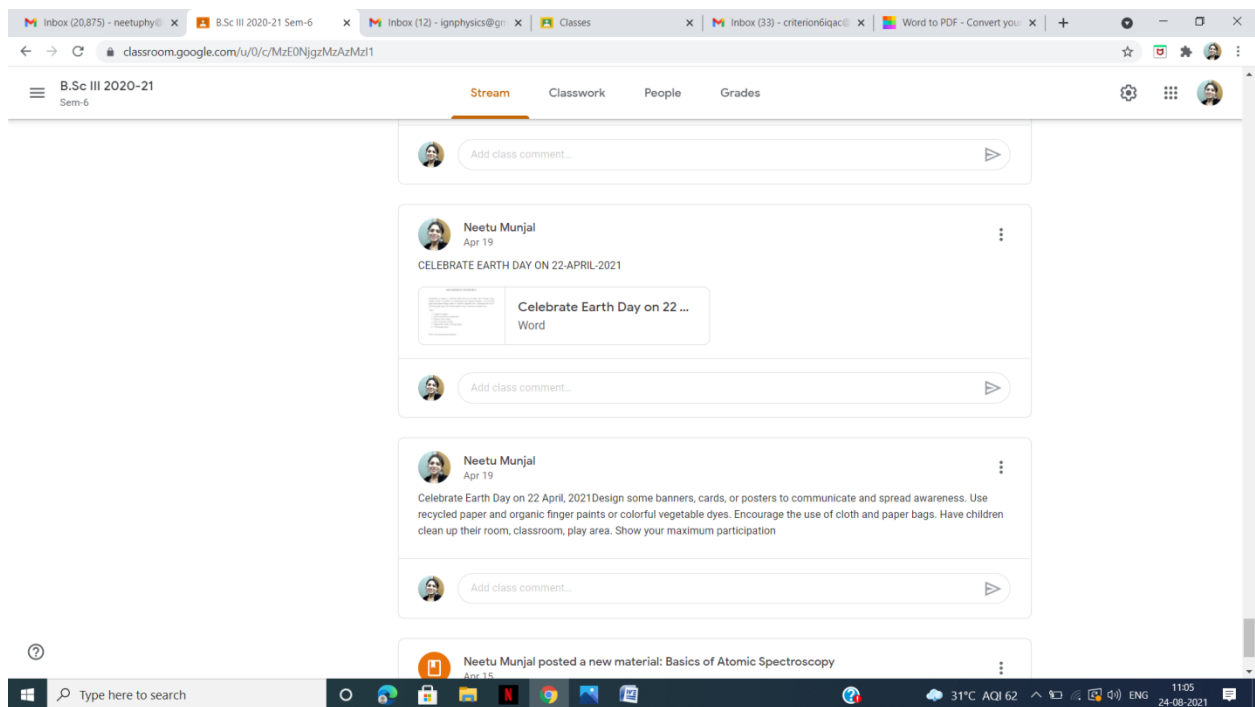 Inbox (20,875) - neetuphy@
B.Sc III 2020-21 Sem-6
Inbox (12) - ignphysics@gm
Classes
Inbox (33) - criterion6iqac@
Word to PDF - Convert your
classroom.google.com/u/0/c/MzE0NjgzMzAzMzI1
B.Sc III 2020-21
Sem-6
Stream Classwork People Grades
Add class comment...
Neetu Munjal
Apr 19
CELEBRATE EARTH DAY ON 22-APRIL-2021
Celebrate Earth Day on 22 ...
Word
Add class comment...
Neetu Munjal
Apr 19
Celebrate Earth Day on 22 April, 2021Design some banners, cards, or posters to communicate and spread awareness. Use
recycled paper and organic finger paints or colorful vegetable dyes. Encourage the use of cloth and paper bags. Have children
clean up their room, classroom, play area. Show your maximum participation
Add class comment...
Neetu Munjal posted a new material: Basics of Atomic Spectroscopy
Apr 15
Type here to search
31°C AQI 62
ENG
11:05
24-08-2021